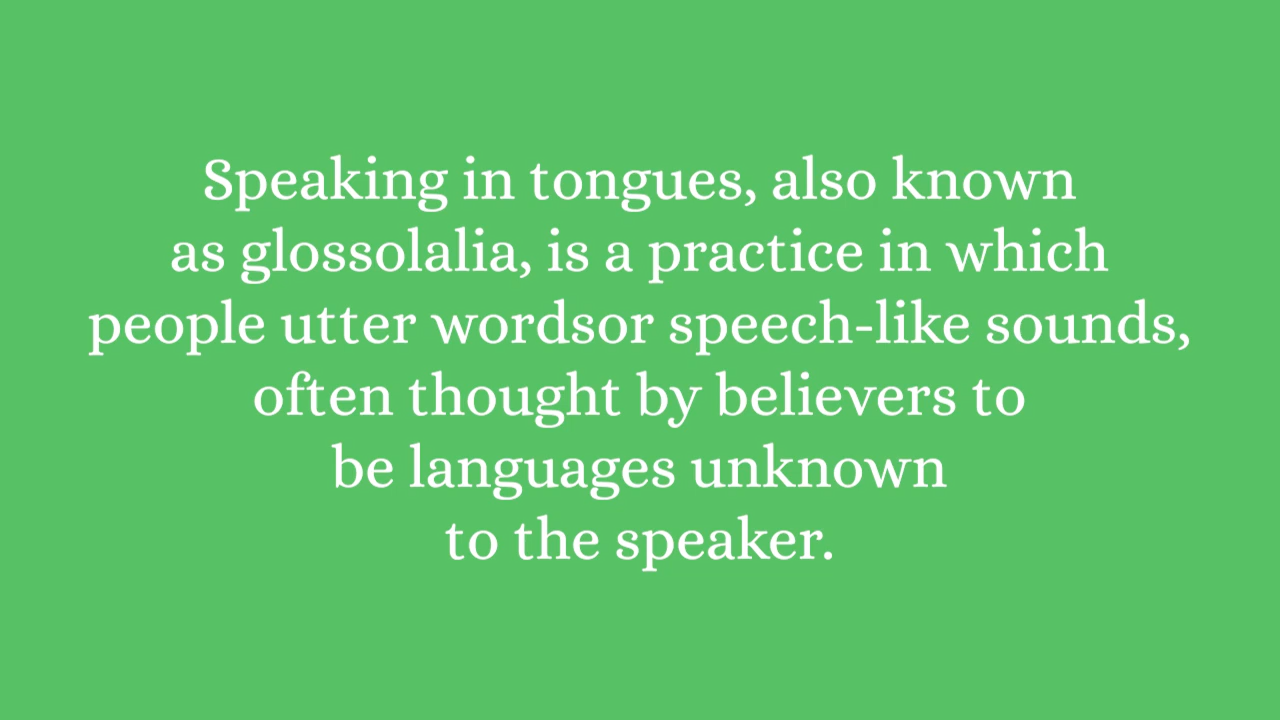 Speaking in tongues, also known
as glossolalia, is a practice in which
people utter wordsor speech-like sounds,
often thought by believers to
be languages unknown
to the speaker.